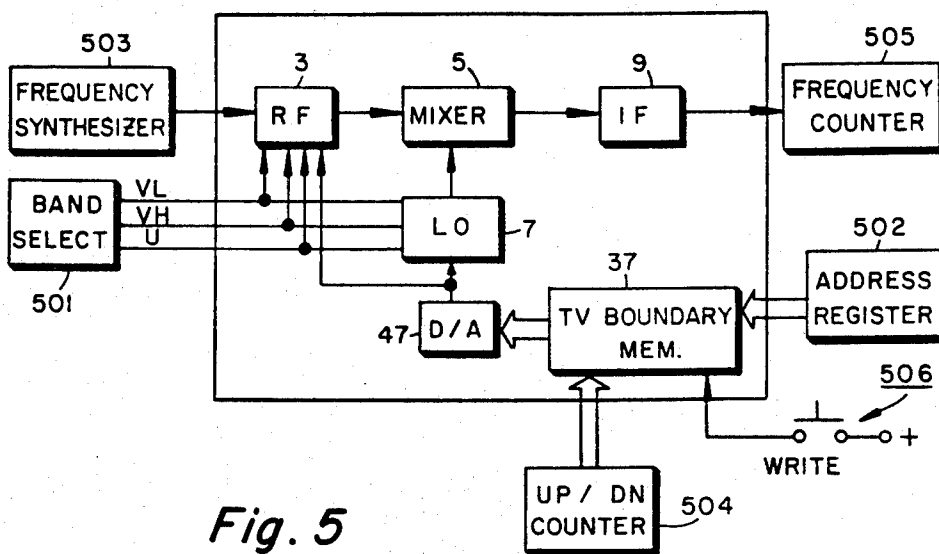 503
FREQUENCY
SYNTHESIZER
3
RF
5
MIXER
9
IF
505
FREQUENCY
COUNTER
BAND
SELECT
501
VL
VH
U
LO
7
502
ADDRESS
REGISTER
37
TV BOUNDARY
MEM.
47
D/A
506
+
WRITE
UP / DN
COUNTER
504
Fig. 5